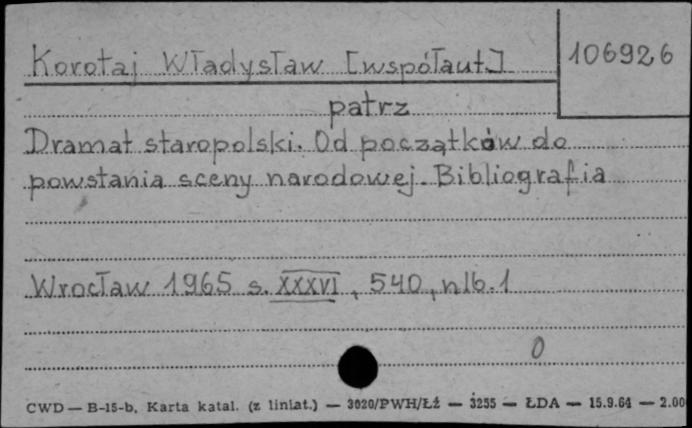 Korotaj Władysław [współaut.]
106926
patrz
Dramat staropolski. Od początków do
powstania sceny narodowej. Bibliografia
Wrocław 1965 s. XXXVI, 540, nlb. 1
0
CWD — B-15-b, Karta katal. (z liniat.) — 3020/PWH/Łź — 3255 — ŁDA — 15.9.64 — 2.00